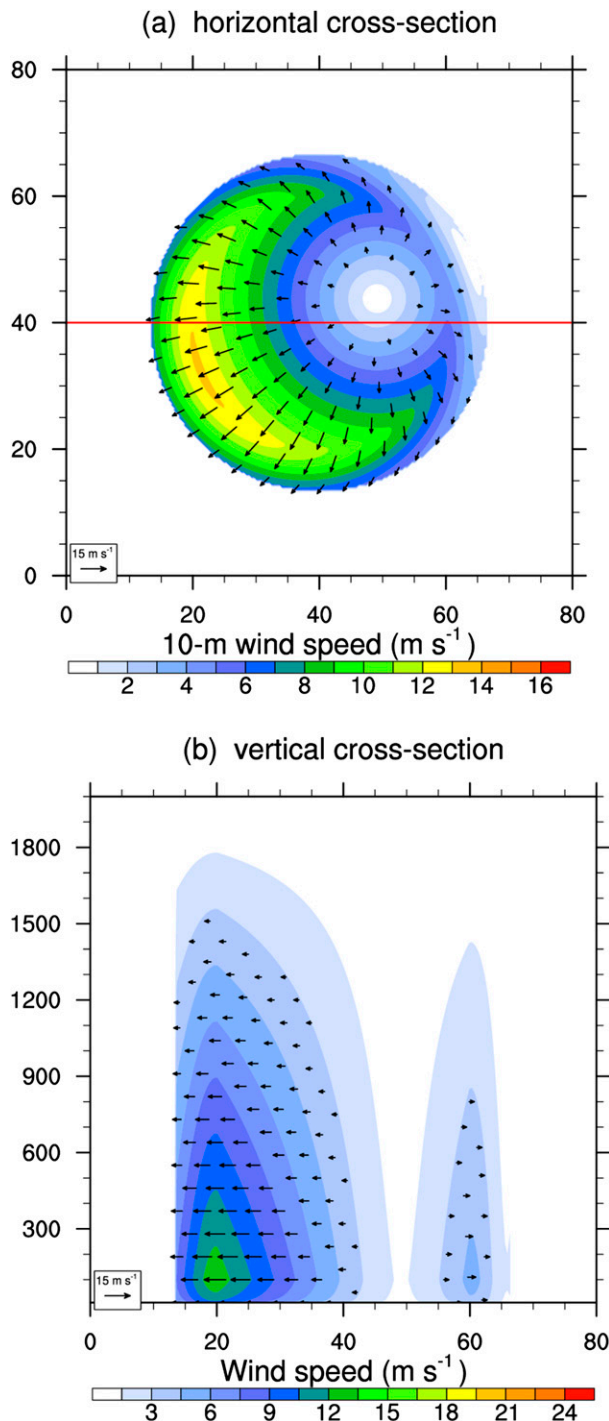 (a) horizontal cross-section
80
60
40
20
0
15 m s⁻¹
0 20 40 60 80
10-m wind speed (m s⁻¹)
2 4 6 8 10 12 14 16
(b) vertical cross-section
1800
1500
1200
900
600
300
15 m s⁻¹
0 20 40 60 80
Wind speed (m s⁻¹)
3 6 9 12 15 18 21 24